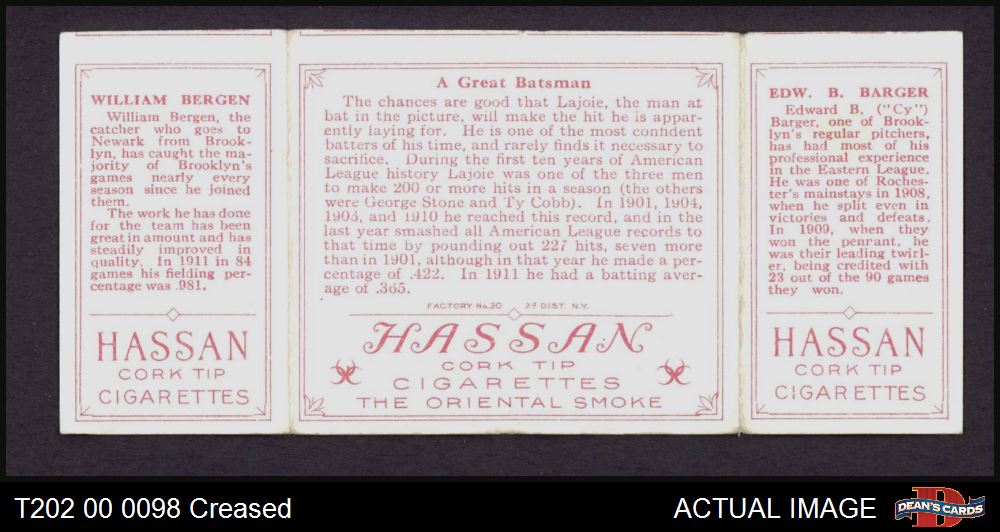 WILLIAM BERGEN
William Bergen, the
catcher who goes to
Newark from Brook-
lyn, has caught the ma-
jority of Brooklyn's
games nearly every
season since he joined
them.
The work he has done
for the team has been
great in amount and has
steadily improved in
quality. In 1911 in 84
games his fielding per-
centage was .981.
HASSAN
CORK TIP
CIGARETTES
A Great Batsman
The chances are good that Lajoie, the man at
bat in the picture, will make the hit he is appar-
ently laying for. He is one of the most confident
batters of his time, and rarely finds it necessary to
sacrifice. During the first ten years of American
League history Lajoie was one of the three men
to make 200 or more hits in a season (the others
were George Stone and Ty Cobb). In 1901, 1904,
1905, and 1910 he reached this record, and in the
last year smashed all American League records to
that time by pounding out 227 hits, seven more
than in 1901, although in that year he made a per-
centage of .422. In 1911 he had a batting aver-
age of .365.
FACTORY No. 30 2d DIST. N.Y.
HASSAN
CORK TIP
CIGARETTES
THE ORIENTAL SMOKE
EDW. B. BARGER
Edward B. ("Cy")
Barger, one of Brook-
lyn's regular pitchers,
has had most of his
professional experience
in the Eastern League.
He was one of Roches-
ter's mainstays in 1908,
when he split even in
victories and defeats.
In 1909, when they
won the pennant, he
was their leading twirl-
er, being credited with
23 out of the 90 games
they won.
HASSAN
CORK TIP
CIGARETTES
T202 00 0098 Creased
ACTUAL IMAGE
DEAN'S CARDS